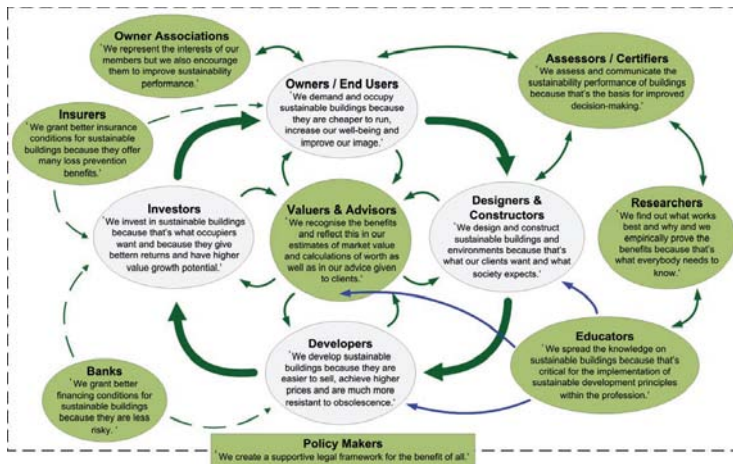 Owner Associations
'We represent the interests of our
members but we also encourage
them to improve sustainability
performance.'
Owners / End Users
'We demand and occupy
sustainable buildings because
they are cheaper to run,
increase our well-being and
improve our image.'
Assessors / Certifiers
'We assess and communicate the
sustainability performance of buildings
because that's the basis for improved
decision-making.'
Insurers
'We grant better insurance
conditions for sustainable
buildings because they offer
many loss prevention
benefits.'
Investors
'We invest in sustainable buildings
because that's what occupiers
want and because they give
bettern returns and have higher
value growth potential.'
Valuers & Advisors
'We recognise the benefits
and reflect this in our
estimates of market value
and calculations of worth
as well as in our advice given
to clients.'
Designers &
Constructors
'We design and construct
sustainable buildings and
environments because that's
what our clients want and what
society expects.'
Researchers
'We find out what works
best and why and we
empirically prove the
benefits because that's
what everybody needs to
know.'
Banks
'We grant better
financing conditions for
sustainable buildings
because they are less
risky. '
Developers
'We develop sustainable
buildings because they are
easier to sell, achieve higher
prices and are much more
resistant to obsolescence.'
Educators
'We spread the knowledge on
sustainable buildings because that's
critical for the implementation of
sustainable development principles
within the profession.'
Policy Makers
'We create a supportive legal framework for the benefit of all.'